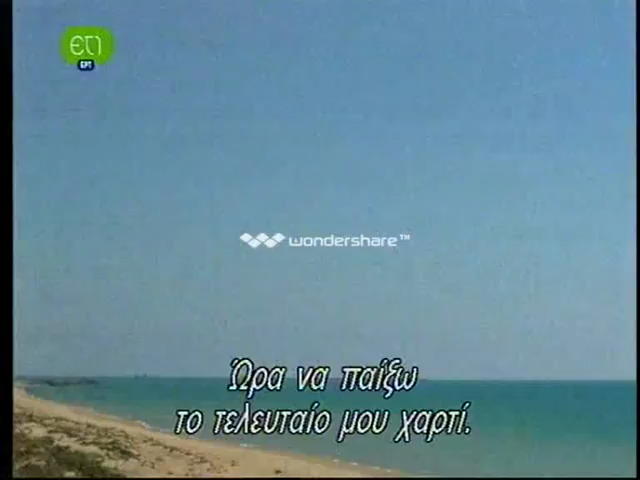 ετ1
ΕΡΤ
wondershare™
Ώρα να παίξω
το τελευταίο μου χαρτί.